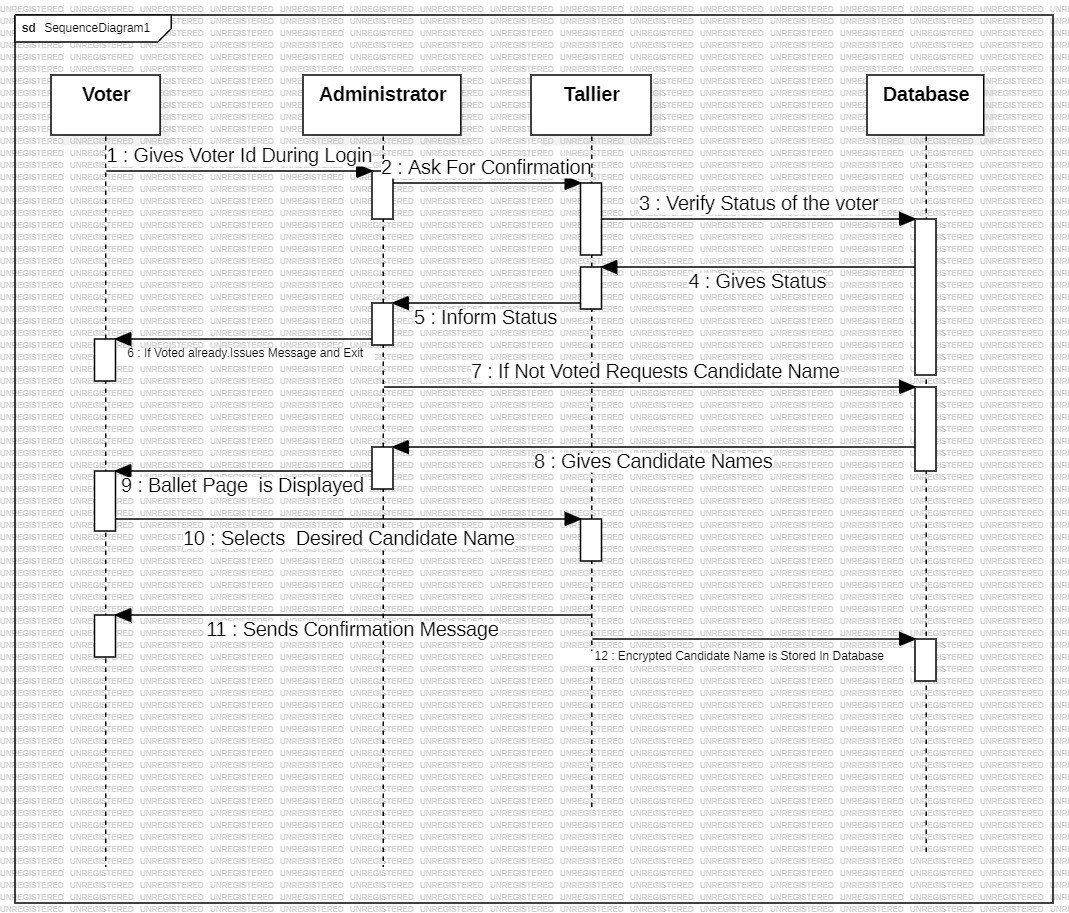 sd SequenceDiagram1
Voter
Administrator
Tallier
Database
1 : Gives Voter Id During Login
2 : Ask For Confirmation
3 : Verify Status of the voter
4 : Gives Status
5 : Inform Status
6 : If Voted already.Issues Message and Exit
7 : If Not Voted Requests Candidate Name
8 : Gives Candidate Names
9 : Ballet Page  is Displayed
10 : Selects  Desired Candidate Name
11 : Sends Confirmation Message
12 : Encrypted Candidate Name is Stored In Database
UNREGISTERED